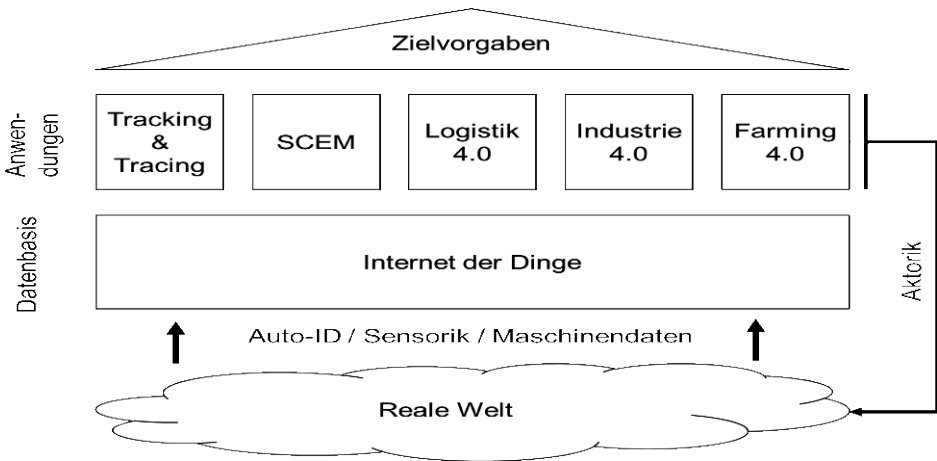 Zielvorgaben
Anwen-
dungen
Tracking
&
Tracing
SCEM
Logistik
4.0
Industrie
4.0
Farming
4.0
Datenbasis
Internet der Dinge
Aktorik
Auto-ID / Sensorik / Maschinendaten
Reale Welt